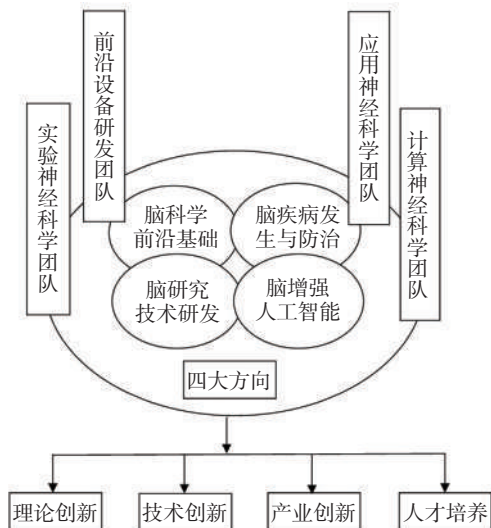 实验神经科学团队
前沿设备研发团队
应用神经科学团队
计算神经科学团队
脑科学
前沿基础
脑疾病发
生与防治
脑研究
技术研发
脑增强
人工智能
四大方向
理论创新
技术创新
产业创新
人才培养